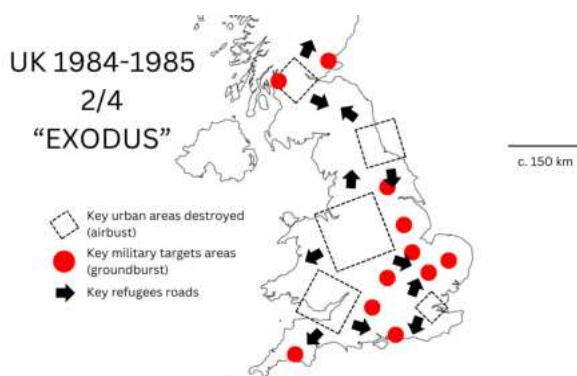 UK 1984-1985
2/4
“EXODUS”
c. 150 km
Key urban areas destroyed
(airbust)
Key military targets areas
(groundburst)
Key refugees roads